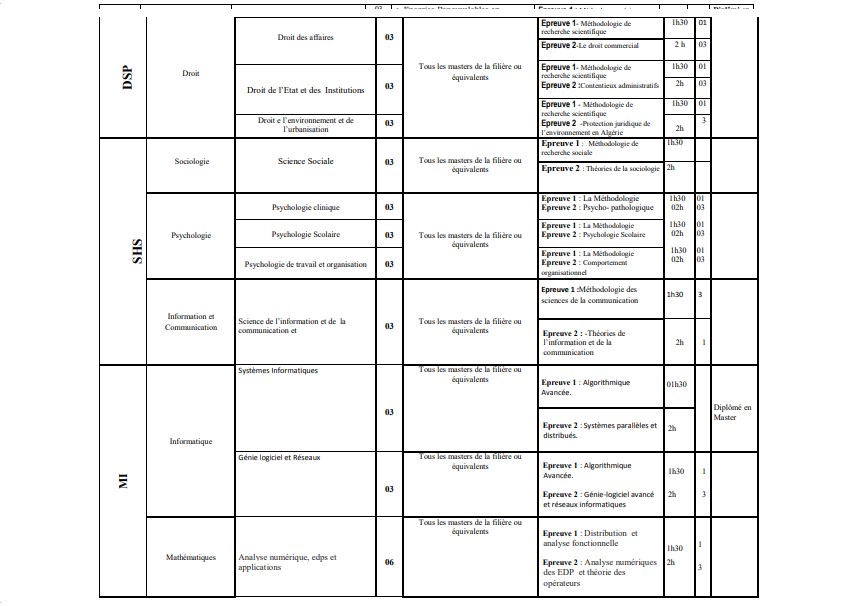 03
DSP
Droit
Droit des affaires
03
Tous les masters de la filière ou
équivalents
Epreuve 1- Méthodologie de
recherche scientifique
1h30
01
Epreuve 2-Le droit commercial
2 h
03
Droit de l'Etat et des Institutions
03
Epreuve 1- Méthodologie de
recherche scientifique
1h30
01
Epreuve 2 :Contentieux administratifs
2h
03
Droit e l'environnement et de
l'urbanisation
03
Epreuve 1 - Méthodologie de
recherche scientifique
1h30
01
Epreuve 2 -Protection juridique de
l'environnement en Algérie
2h
3
SHS
Sociologie
Science Sociale
03
Tous les masters de la filière ou
équivalents
Epreuve 1 : Méthodologie de
recherche sociale
1h30
Epreuve 2 : Théories de la sociologie
2h
Psychologie
Psychologie clinique
03
Tous les masters de la filière ou
équivalents
Epreuve 1 : La Méthodologie
1h30
01
Epreuve 2 : Psycho- pathologique
02h
03
Psychologie Scolaire
03
Epreuve 1 : La Méthodologie
1h30
01
Epreuve 2 : Psychologie Scolaire
02h
03
Psychologie de travail et organisation
03
Epreuve 1 : La Méthodologie
1h30
01
Epreuve 2 : Comportement
organisationnel
02h
03
Information et
Communication
Science de l'information et de la
communication et
03
Tous les masters de la filière ou
équivalents
Epreuve 1 :Méthodologie des
sciences de la communication
1h30
3
Epreuve 2 : -Théories de
l'information et de la
communication
2h
1
MI
Informatique
Systèmes Informatiques
03
Tous les masters de la filière ou
équivalents
Epreuve 1 : Algorithmique
Avancée.
01h30
Epreuve 2 : Systèmes parallèles et
distribués.
2h
Diplômé en
Master
Génie logiciel et Réseaux
03
Tous les masters de la filière ou
équivalents
Epreuve 1 : Algorithmique
Avancée.
1h30
1
Epreuve 2 : Génie-logiciel avancé
et réseaux informatiques
2h
3
Mathématiques
Analyse numérique, edps et
applications
06
Tous les masters de la filière ou
équivalents
Epreuve 1 : Distribution et
analyse fonctionnelle
1h30
1
Epreuve 2 : Analyse numériques
des EDP et théorie des
opérateurs
2h
3